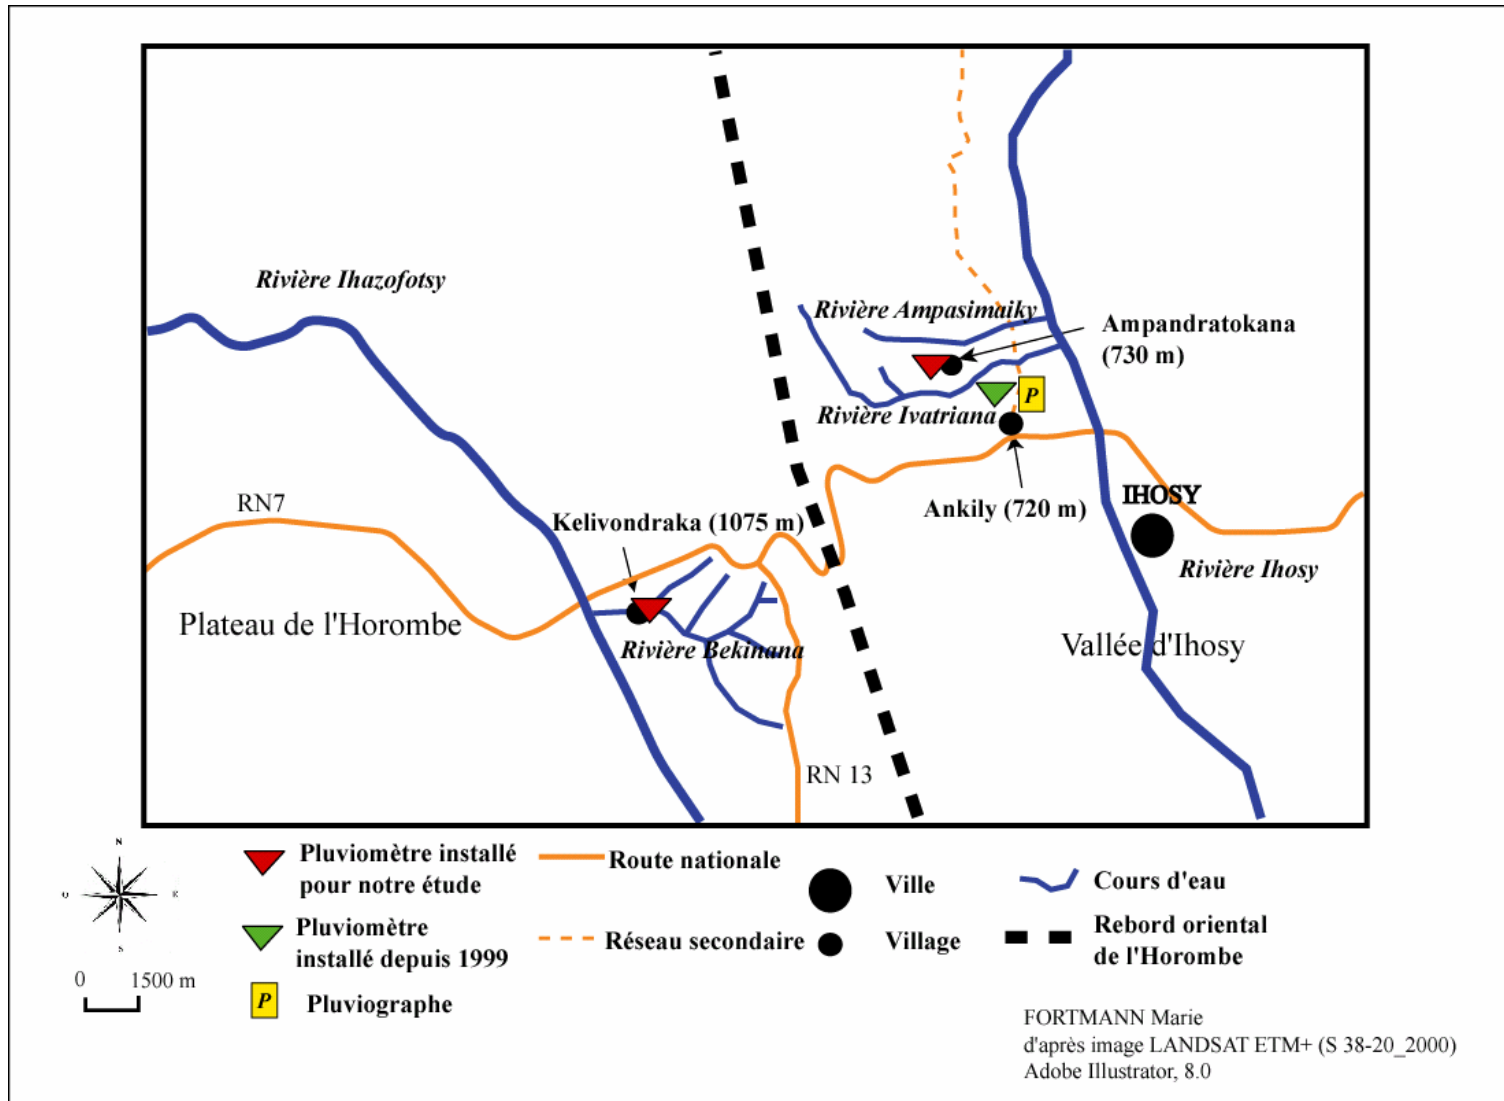 Rivière Ihazofotsy
Rivière Ampasimaiky
Ampandratokana
(730 m)
P
Rivière Ivatriana
RN7
Kelivondraka (1075 m)
Ankily (720 m)
IHOSY
Rivière Ihosy
Plateau de l'Horombe
Rivière Bekinana
Vallée d'Ihosy
RN 13
N
O
E
S
0 1500 m
Pluviomètre installé
pour notre étude
Pluviomètre
installé depuis 1999
P
Pluviographe
Route nationale
Réseau secondaire
Ville
Village
Cours d'eau
Rebord oriental
de l'Horombe
FORTMANN Marie
d'après image LANDSAT ETM+ (S 38-20_2000)
Adobe Illustrator, 8.0